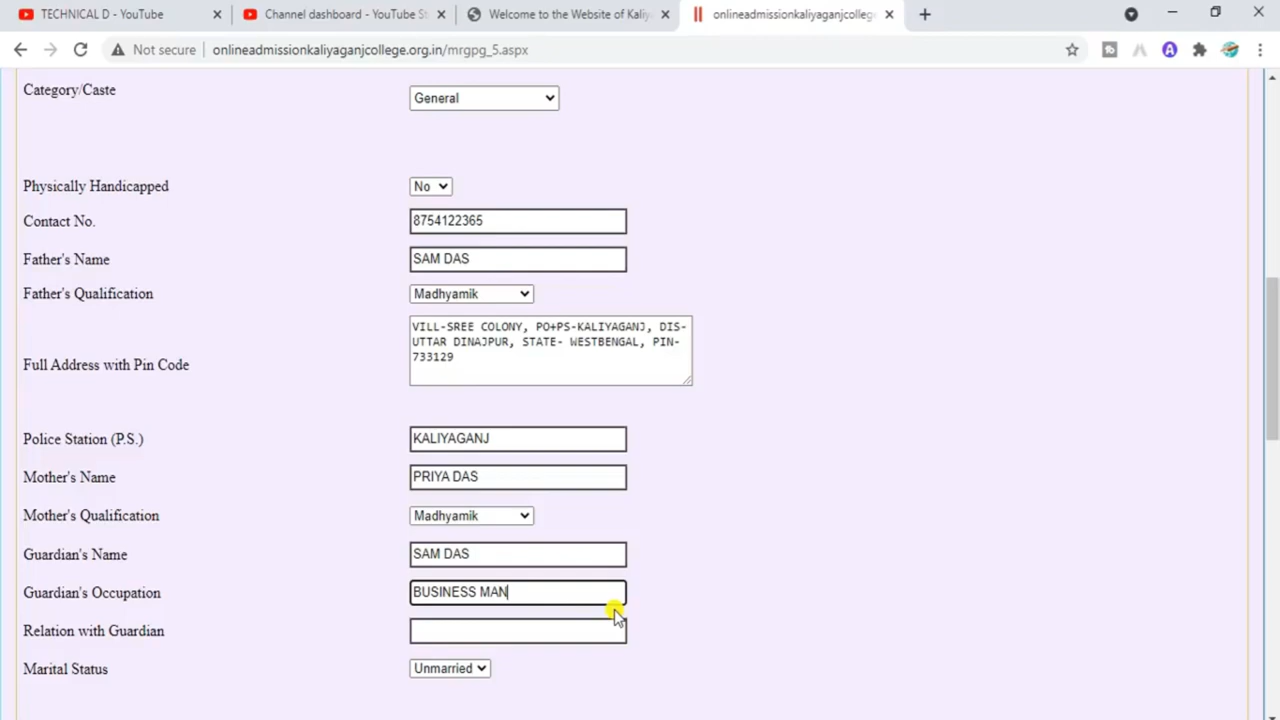 TECHNICAL D - YouTube
Channel dashboard - YouTube St
Welcome to the Website of Kaliy
onlineadmissionkaliyaganjcollege
Not secure
onlineadmissionkaliyaganjcollege.org.in/mrgpg_5.aspx
Category/Caste
General
Physically Handicapped
No
Contact No.
8754122365
Father's Name
SAM DAS
Father's Qualification
Madhyamik
Full Address with Pin Code
VILL-SREE COLONY, PO+PS-KALIYAGANJ, DIS-
UTTAR DINAJPUR, STATE- WESTBENGAL, PIN-
733129
Police Station (P.S.)
KALIYAGANJ
Mother's Name
PRIYA DAS
Mother's Qualification
Madhyamik
Guardian's Name
SAM DAS
Guardian's Occupation
BUSINESS MAN
Relation with Guardian
Marital Status
Unmarried